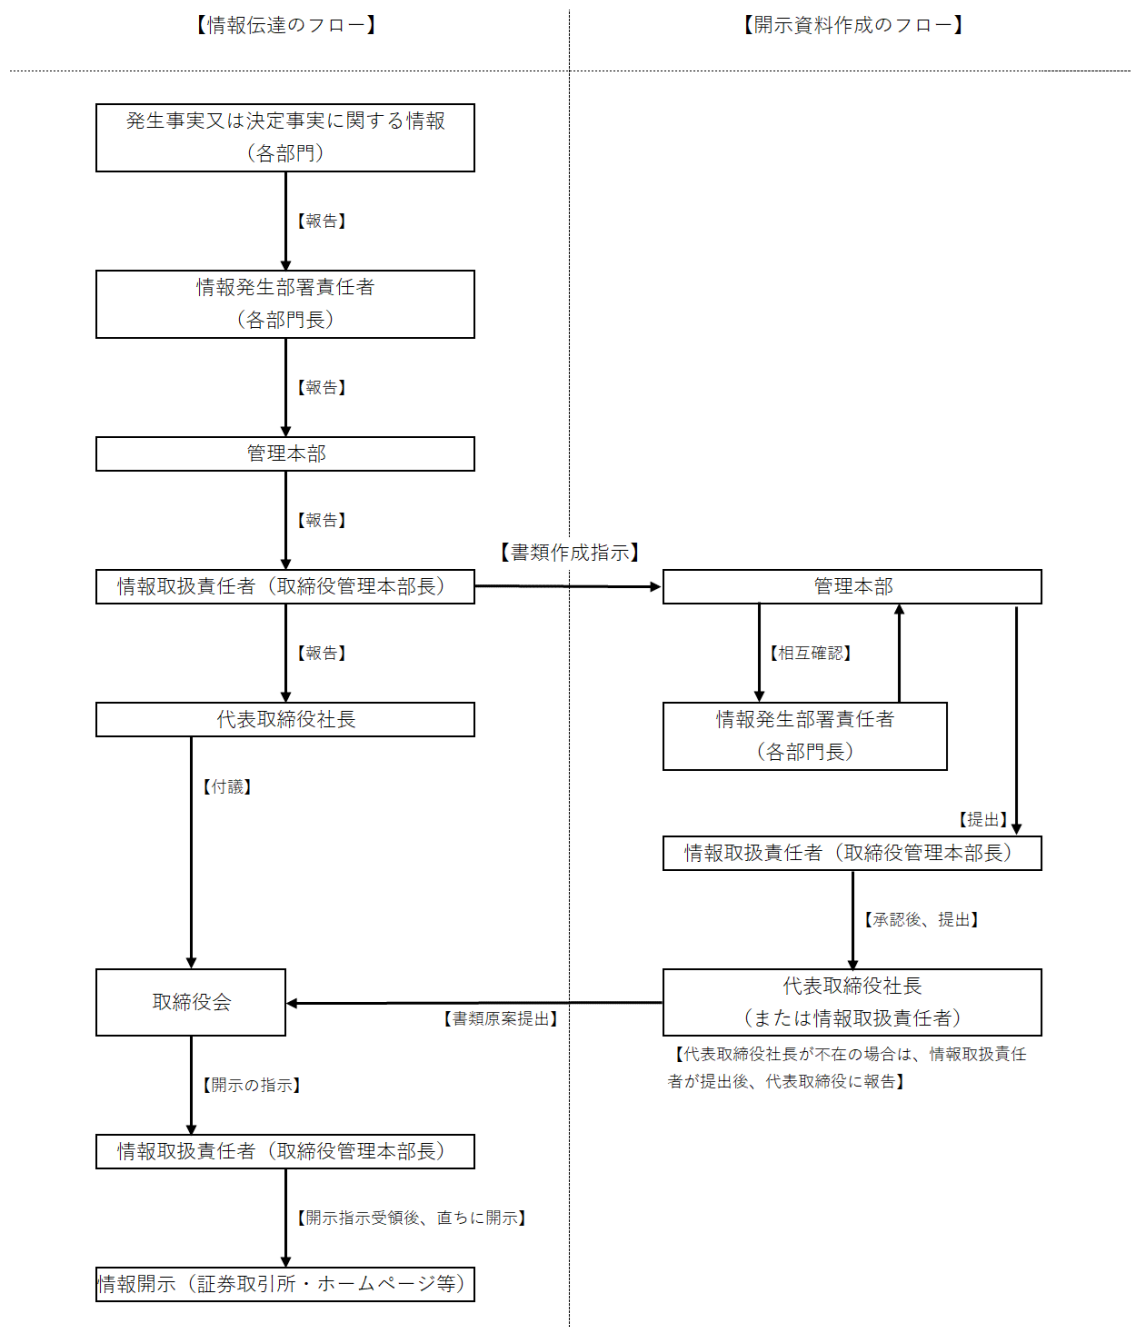 【情報伝達のフロー】
【開示資料作成のフロー】
発生事実又は決定事実に関する情報
（各部門）
【報告】
情報発生部署責任者
（各部門長）
【報告】
管理本部
【報告】
【書類作成指示】
情報取扱責任者（取締役管理本部長）
管理本部
【報告】
【相互確認】
代表取締役社長
情報発生部署責任者
（各部門長）
【付議】
【提出】
情報取扱責任者（取締役管理本部長）
【承認後、提出】
取締役会
代表取締役社長
（または情報取扱責任者）
【書類原案提出】
【代表取締役社長が不在の場合は、情報取扱責任
者が提出後、代表取締役に報告】
【開示の指示】
情報取扱責任者（取締役管理本部長）
【開示指示受領後、直ちに開示】
情報開示（証券取引所・ホームページ等）